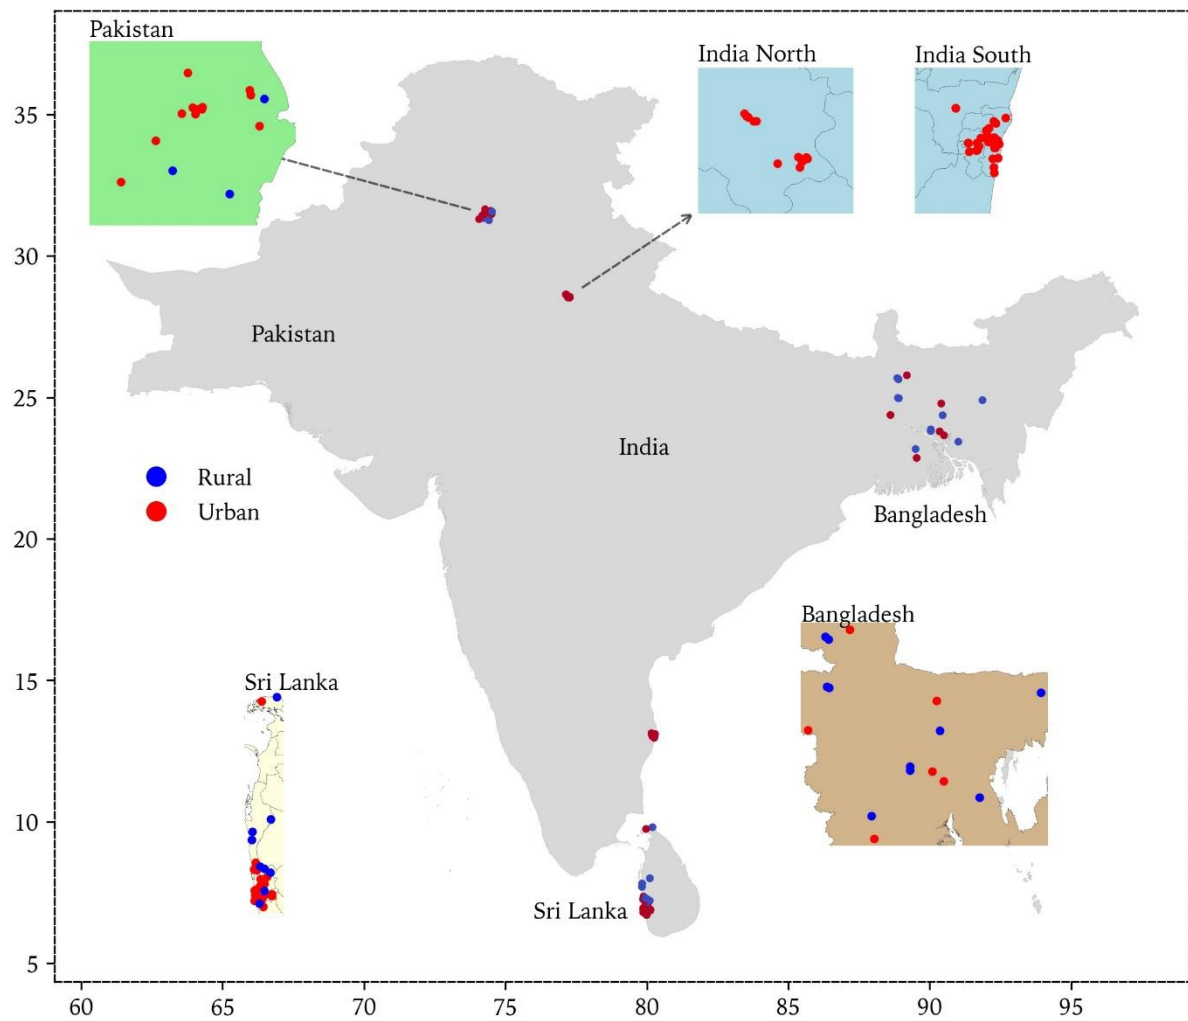 Pakistan
India North
India South
35
30
Pakistan
25
India
Rural
Urban
Bangladesh
20
Bangladesh
15
Sri Lanka
10
Sri Lanka
5
60
65
70
75
80
85
90
95